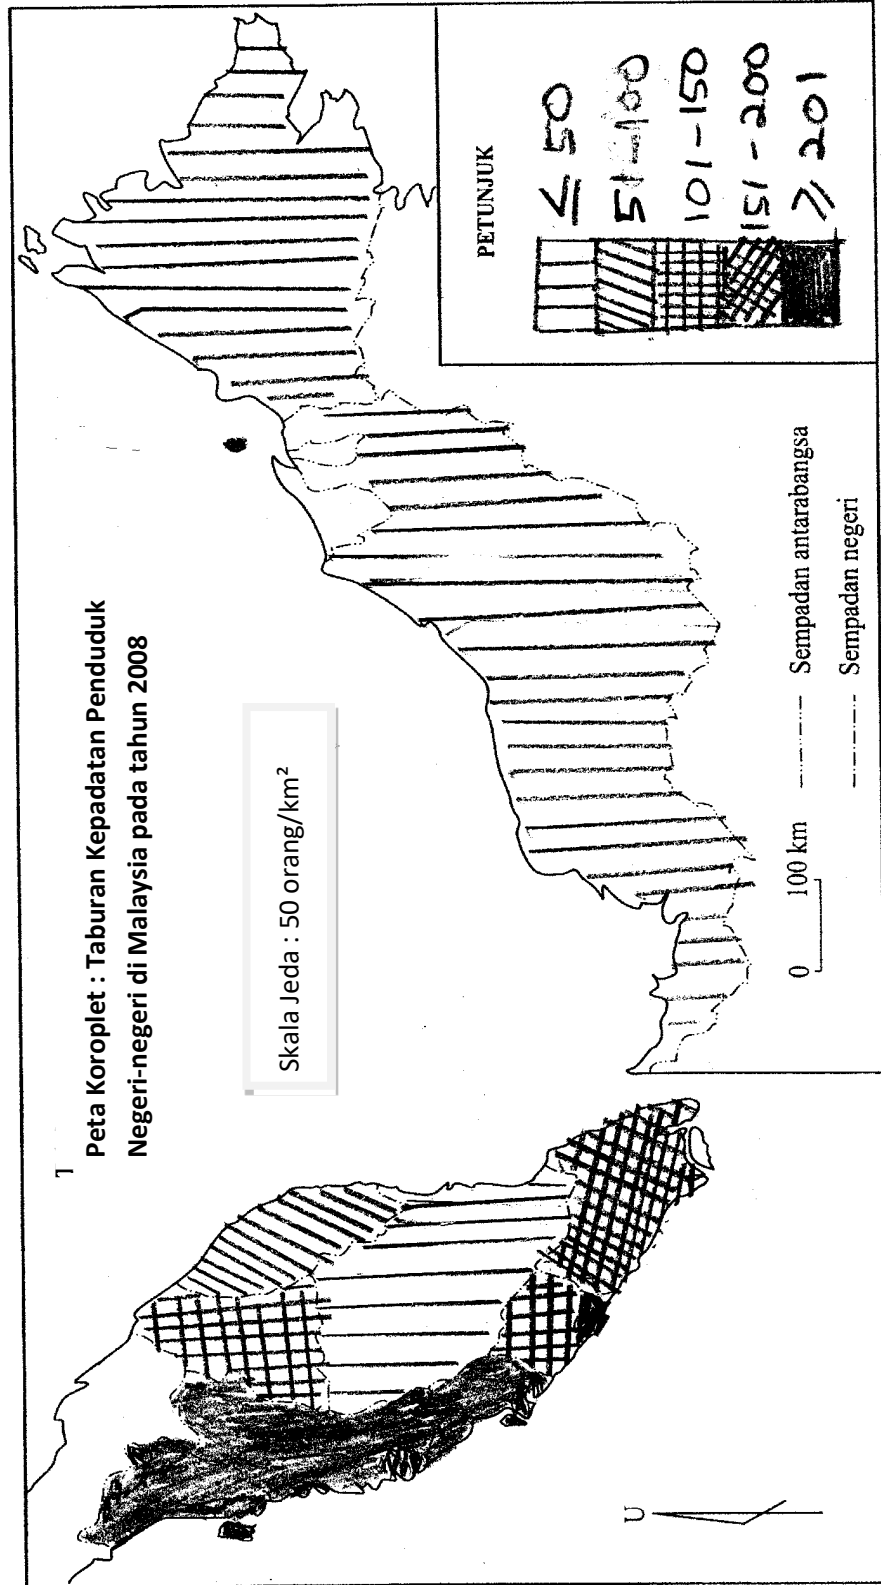 Peta Koroplet : Taburan Kepadatan Penduduk
Negeri-negeri di Malaysia pada tahun 2008
Skala Jeda : 50 orang/km²
PETUNJUK
≤ 50
51-100
101-150
151-200
≥ 201
0 100 km
Sempadan antarabangsa
Sempadan negeri
U